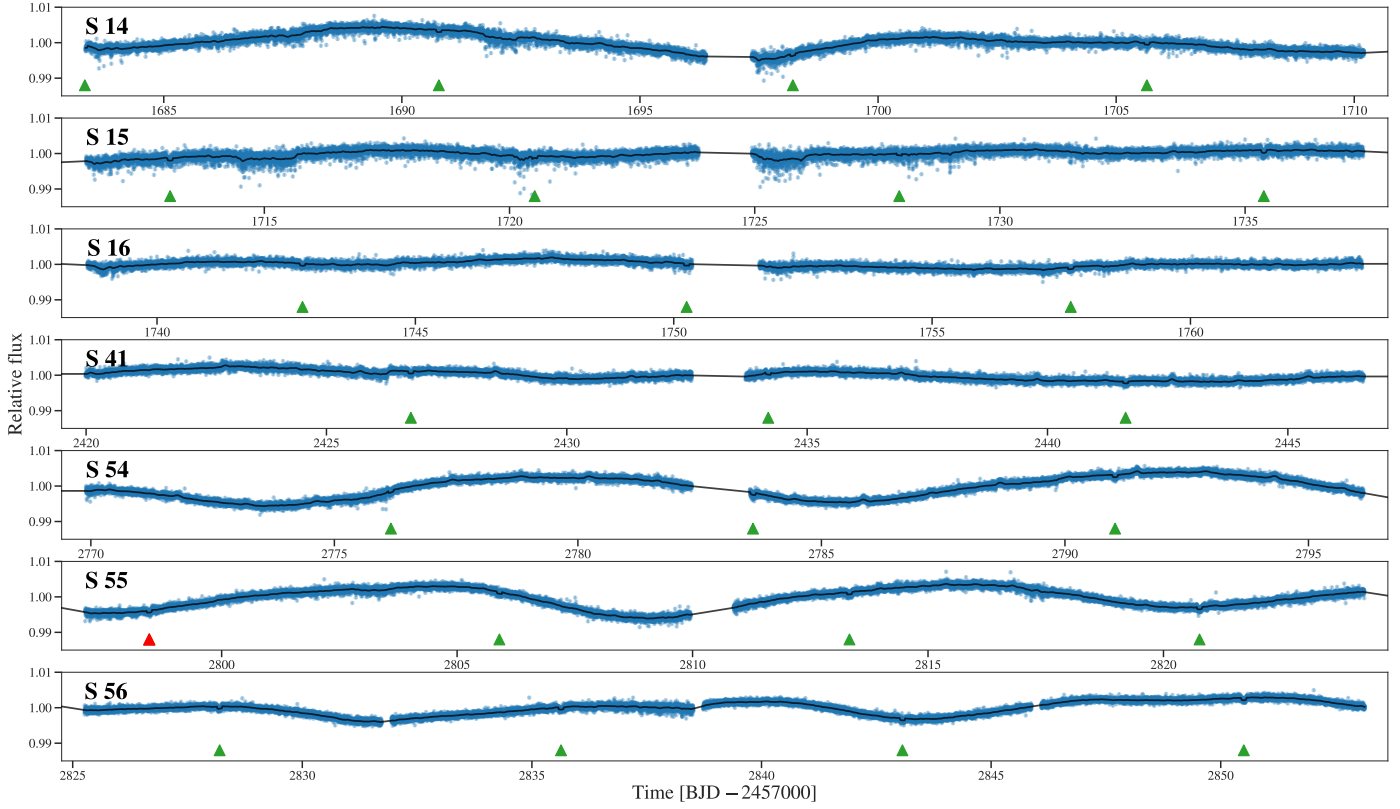 1.01
S 14
1.00
0.99
1685 1690 1695 1700 1705 1710
1.01
S 15
1.00
0.99
1715 1720 1725 1730 1735
1.01
S 16
1.00
0.99
1740 1745 1750 1755 1760
Relative flux
1.01
S 41
1.00
0.99
2420 2425 2430 2435 2440 2445
1.01
S 54
1.00
0.99
2770 2775 2780 2785 2790 2795
1.01
S 55
1.00
0.99
2800 2805 2810 2815 2820
1.01
S 56
1.00
0.99
2825 2830 2835 2840 2845 2850
Time [BJD − 2457000]